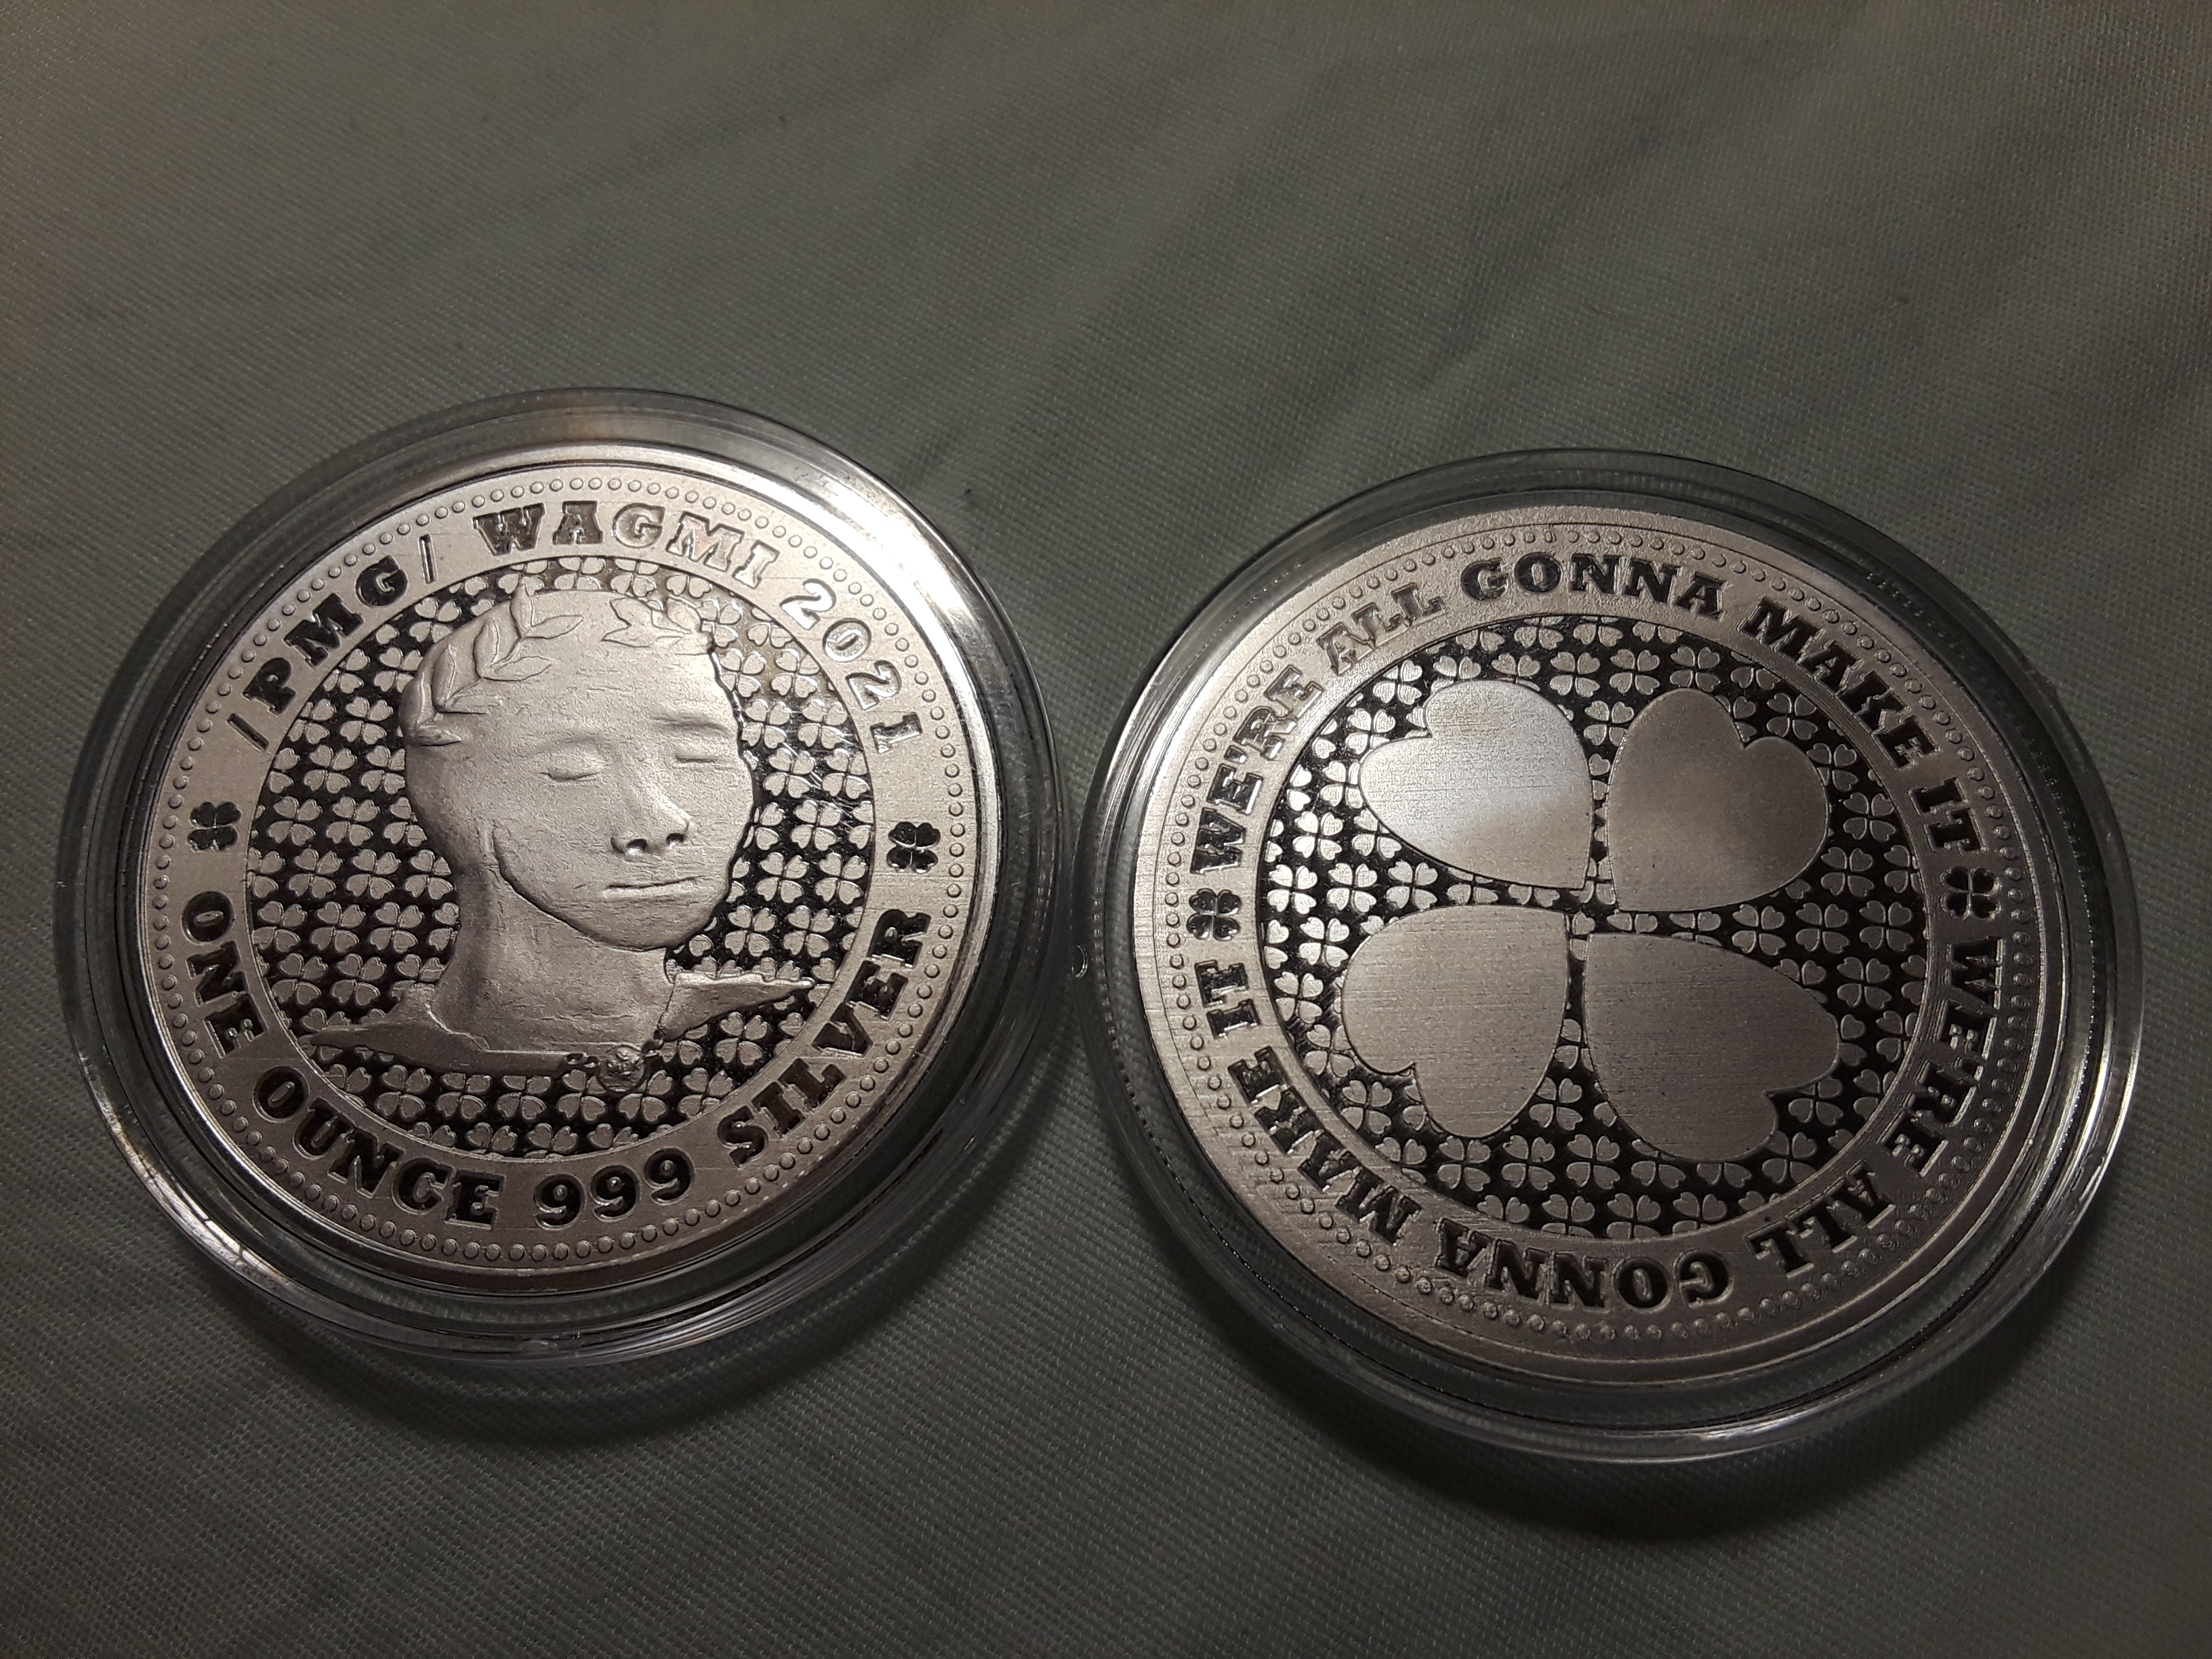 /PMG/ WAGMI 2021
ONE OUNCE 999 SILVER
WE'RE ALL GONNA MAKE IT
WE'RE ALL GONNA MAKE IT